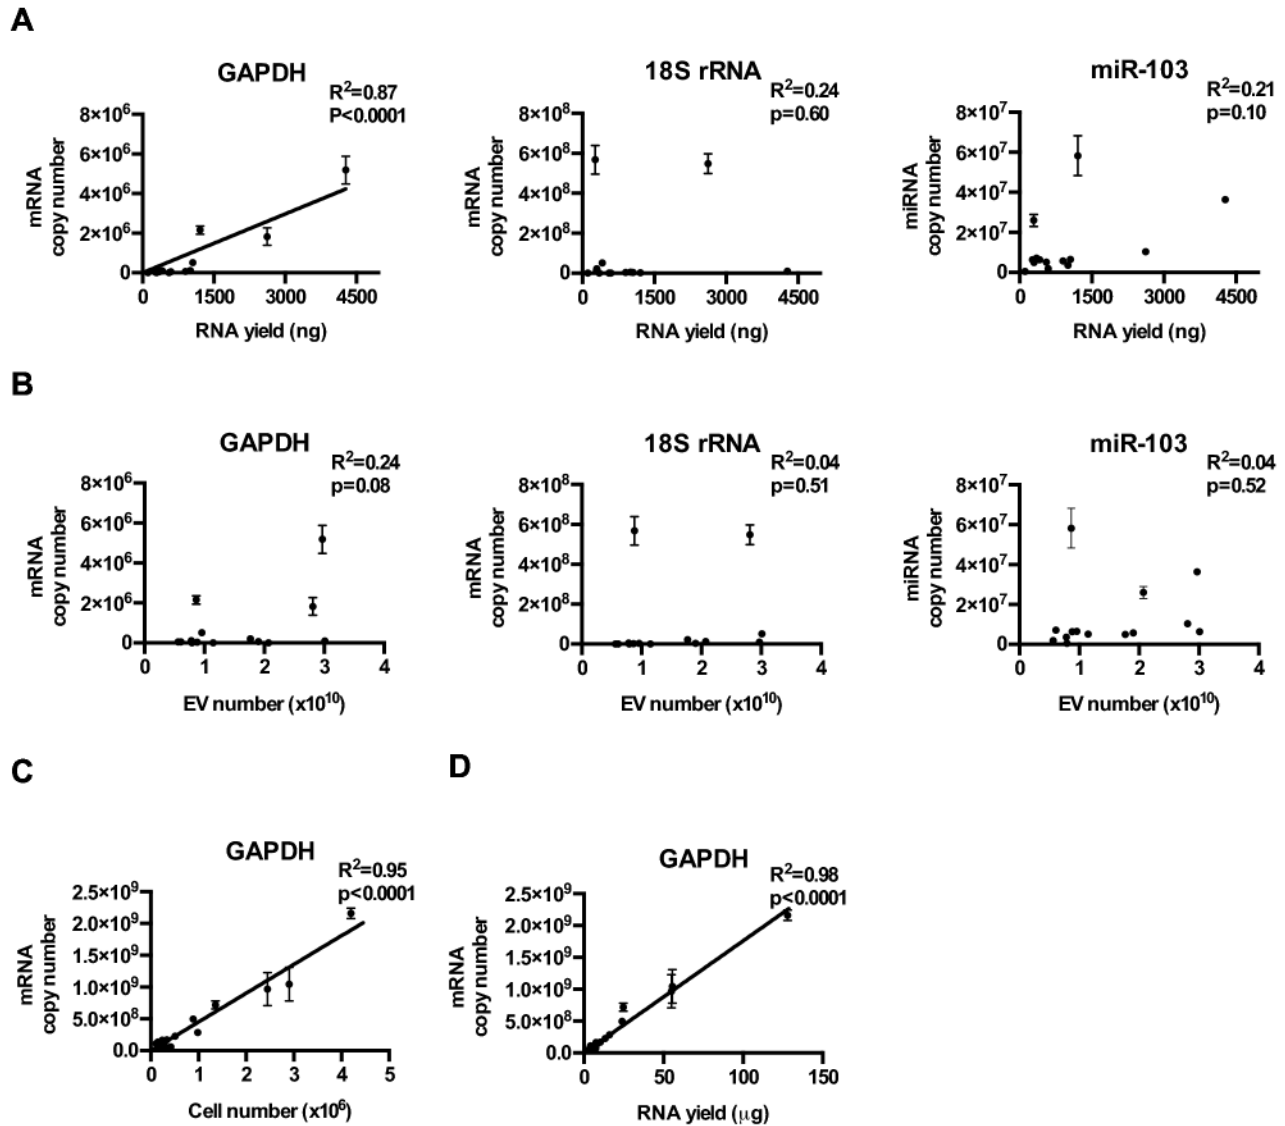 A
GAPDH
R²=0.87
P<0.0001
8×10⁶
6×10⁶
4×10⁶
2×10⁶
0
mRNA
copy number
0 1500 3000 4500
RNA yield (ng)
18S rRNA
R²=0.24
p=0.60
8×10⁸
6×10⁸
4×10⁸
2×10⁸
0
mRNA
copy number
0 1500 3000 4500
RNA yield (ng)
miR-103
R²=0.21
p=0.10
8×10⁷
6×10⁷
4×10⁷
2×10⁷
0
miRNA
copy number
0 1500 3000 4500
RNA yield (ng)
B
GAPDH
R²=0.24
p=0.08
8×10⁶
6×10⁶
4×10⁶
2×10⁶
0
mRNA
copy number
0 1 2 3 4
EV number (x10¹⁰)
18S rRNA
R²=0.04
p=0.51
8×10⁸
6×10⁸
4×10⁸
2×10⁸
0
mRNA
copy number
0 1 2 3 4
EV number (x10¹⁰)
miR-103
R²=0.04
p=0.52
8×10⁷
6×10⁷
4×10⁷
2×10⁷
0
miRNA
copy number
0 1 2 3 4
EV number (x10¹⁰)
C
GAPDH
R²=0.95
p<0.0001
2.5×10⁹
2.0×10⁹
1.5×10⁹
1.0×10⁹
5.0×10⁸
0.0
mRNA
copy number
0 1 2 3 4 5
Cell number (x10⁶)
D
GAPDH
R²=0.98
p<0.0001
2.5×10⁹
2.0×10⁹
1.5×10⁹
1.0×10⁹
5.0×10⁸
0.0
mRNA
copy number
0 50 100 150
RNA yield (μg)